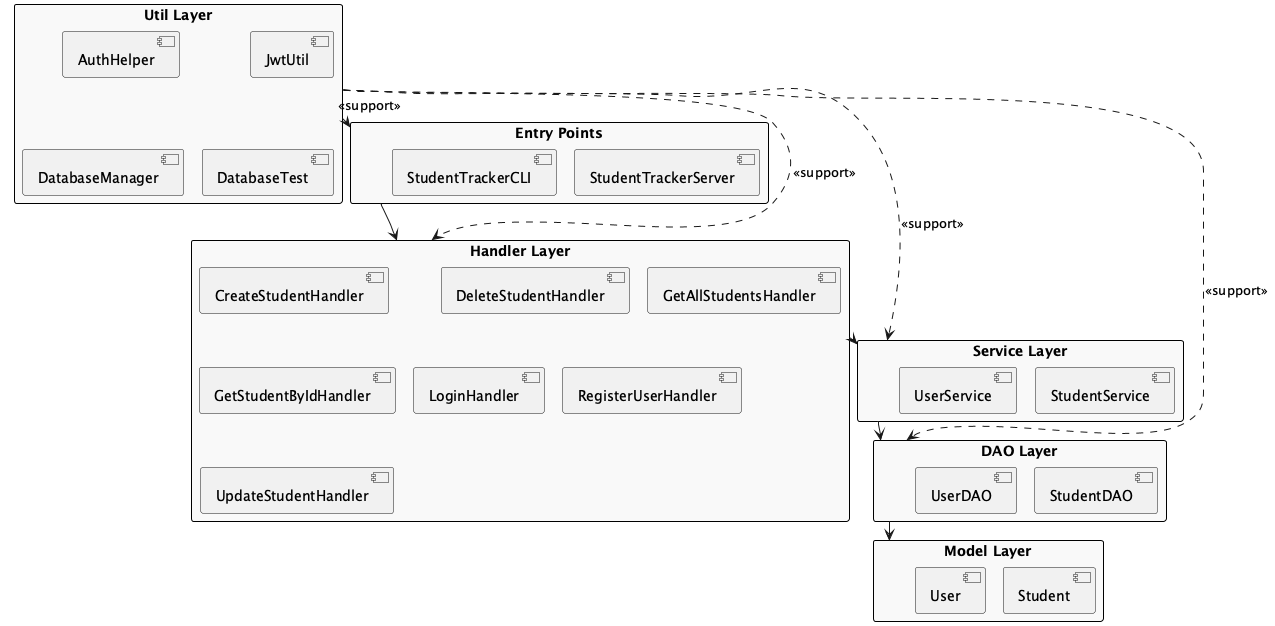 Util Layer
AuthHelper
JwtUtil
DatabaseManager
DatabaseTest
«support»
Entry Points
StudentTrackerCLI
StudentTrackerServer
«support»
«support»
«support»
Handler Layer
CreateStudentHandler
DeleteStudentHandler
GetAllStudentsHandler
GetStudentByIdHandler
LoginHandler
RegisterUserHandler
UpdateStudentHandler
Service Layer
UserService
StudentService
DAO Layer
UserDAO
StudentDAO
Model Layer
User
Student